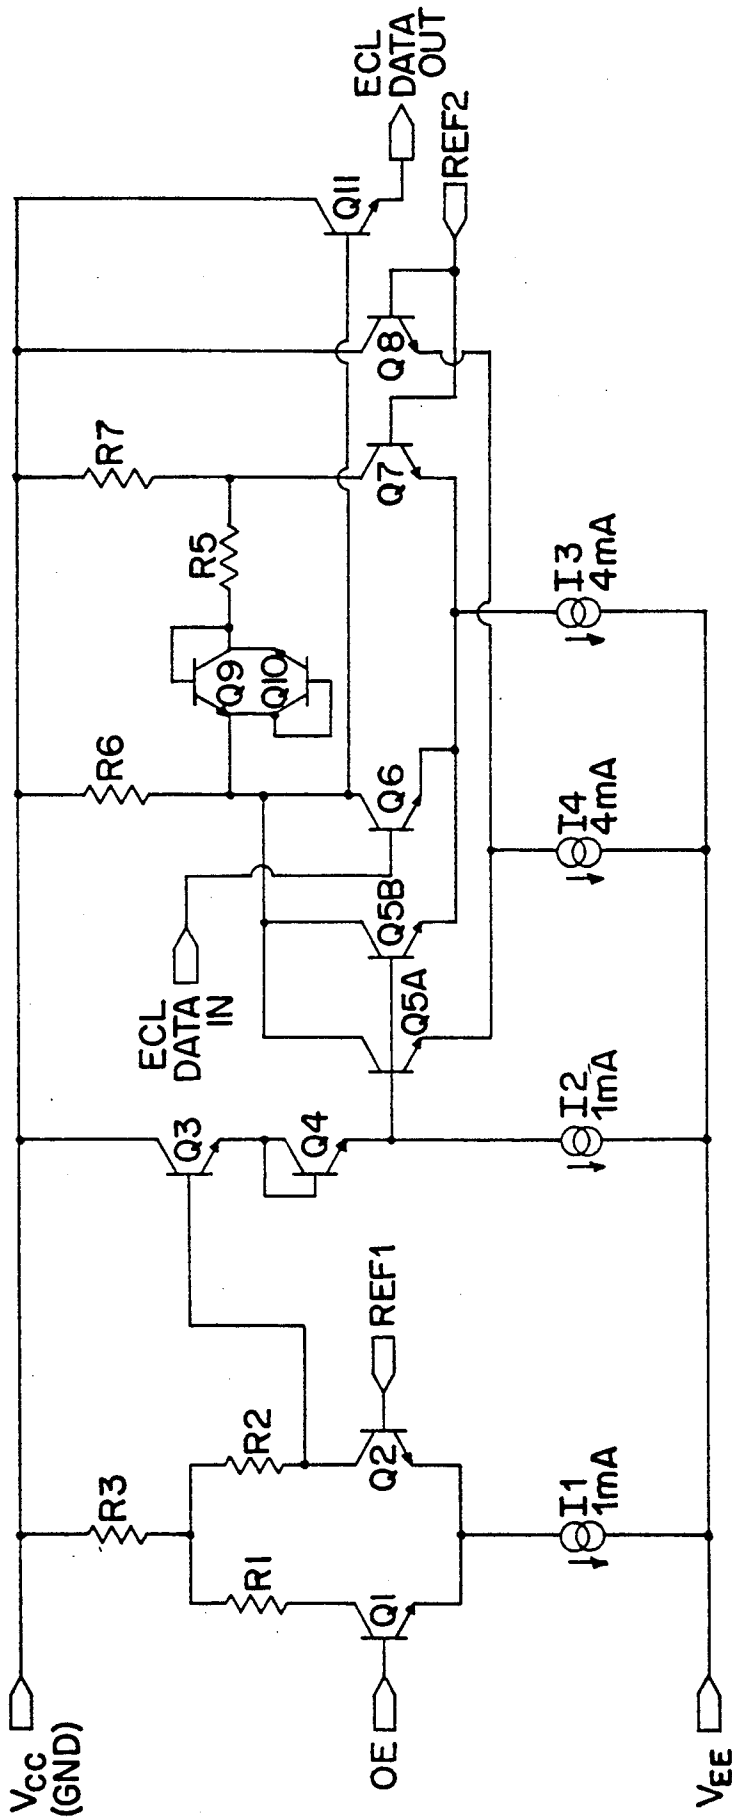 VCC
(GND)
R3
R1
R2
OE
Q1
Q2
REF1
I1
1mA
VEE
Q3
Q4
I2
1mA
ECL
DATA
IN
Q5A
Q5B
Q6
I4
4mA
R6
Q9
Q10
R5
R7
I3
4mA
Q7
Q8
Q11
ECL
DATA
OUT
REF2